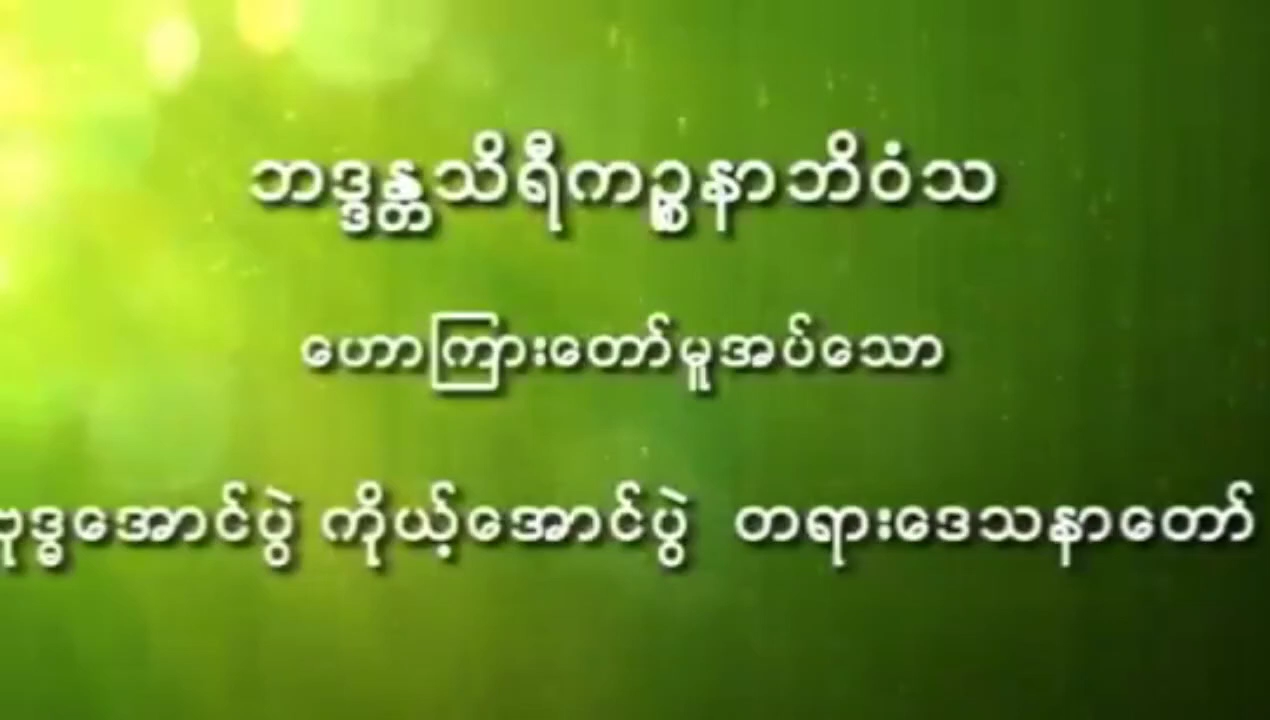 ဘဒ္ဒန္တသိရီကဉ္စနာဘိဝံသ
ဟောကြားတော်မူအပ်သော
ဗုဒ္ဓအောင်ပွဲ ကိုယ့်အောင်ပွဲ တရားဒေသနာတော်